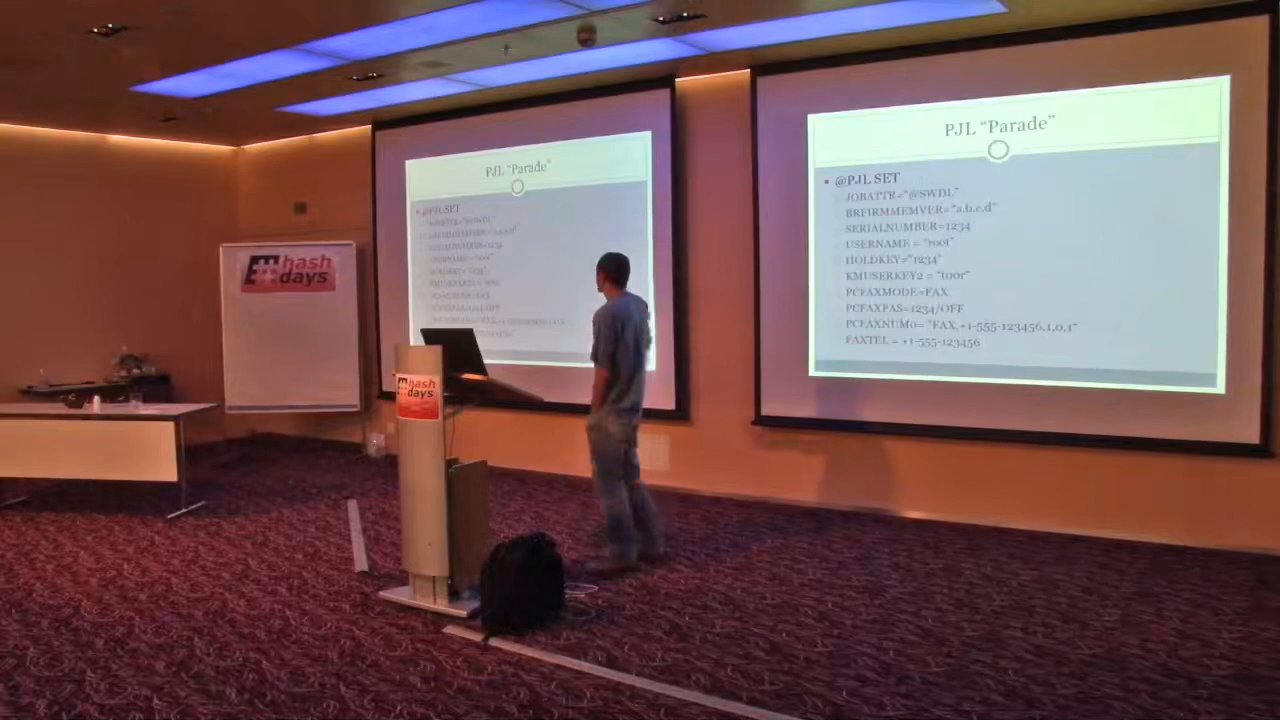 hash
days
hash
days
PJL “Parade”
@PJL SET
PJL “Parade”
@PJL SET
JOBATTR="@SWDL"
BRFIRMMEMVER="a.b.c.d"
SERIALNUMBER=1234
USERNAME = "root"
HOLDKEY="1234"
KMUSERKEY2 = "toor"
PCFAXMODE=FAX
PCFAXPAS=1234/OFF
PCFAXNUM0= "FAX,+1-555-123456,1,0,1"
FAXTEL = +1-555-123456